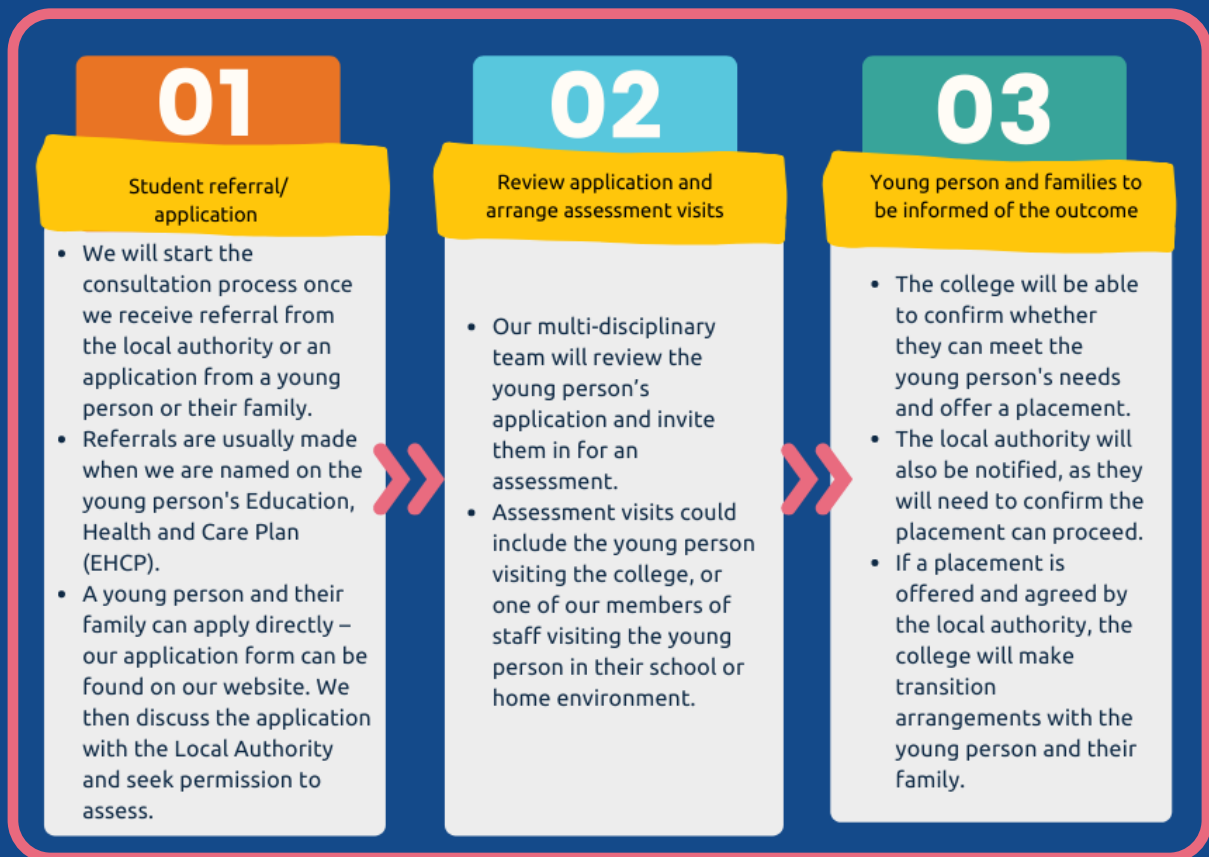 01
Student referral/
application
• We will start the
consultation process once
we receive referral from
the local authority or an
application from a young
person or their family.
• Referrals are usually made
when we are named on the
young person's Education,
Health and Care Plan
(EHCP).
• A young person and their
family can apply directly –
our application form can be
found on our website. We
then discuss the application
with the Local Authority
and seek permission to
assess.
02
Review application and
arrange assessment visits
• Our multi-disciplinary
team will review the
young person’s
application and invite
them in for an
assessment.
• Assessment visits could
include the young person
visiting the college, or
one of our members of
staff visiting the young
person in their school or
home environment.
03
Young person and families to
be informed of the outcome
• The college will be able
to confirm whether
they can meet the
young person's needs
and offer a placement.
• The local authority will
also be notified, as they
will need to confirm the
placement can proceed.
• If a placement is
offered and agreed by
the local authority, the
college will make
transition
arrangements with the
young person and their
family.